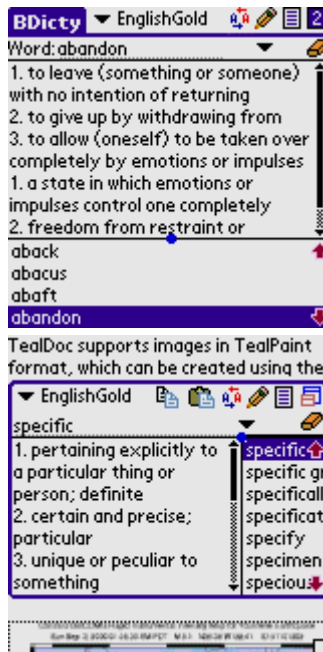 BDicty EnglishGold 2
Word: abandon
1. to leave (something or someone)
with no intention of returning
2. to give up by withdrawing from
3. to allow (oneself) to be taken over
completely by emotions or impulses
1. a state in which emotions or
impulses control one completely
2. freedom from restraint or
aback
abacus
abaft
abandon
TealDoc supports images in TealPaint
format, which can be created using the
EnglishGold
specific
1. pertaining explicitly to
a particular thing or
person; definite
2. certain and precise;
particular
3. unique or peculiar to
something
specific
specific gr
specificall
specificat
specify
specimen
speciou